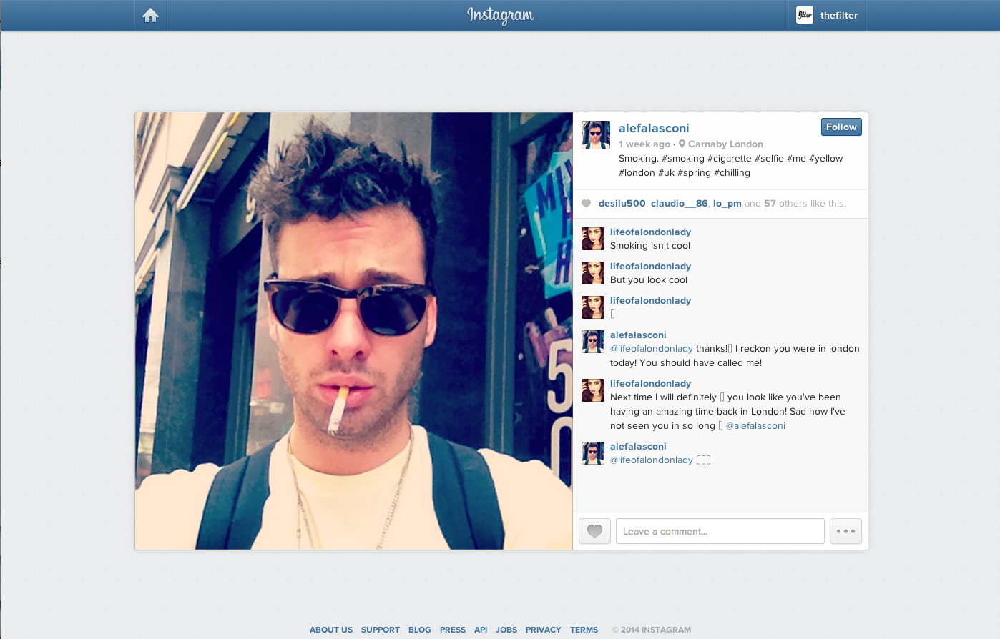 Instagram
thefilter
alefalasconi
Follow
1 week ago · Carnaby London
Smoking. #smoking #cigarette #selfie #me #yellow
#london #uk #spring #chilling
desilu500, claudio__86, lo_pm and 57 others like this.
lifeofalondonlady
Smoking isn't cool
lifeofalondonlady
But you look cool
lifeofalondonlady
alefalasconi
@lifeofalondonlady thanks! I reckon you were in london
today! You should have called me!
lifeofalondonlady
Next time I will definitely you look like you've been
having an amazing time back in London! Sad how I've
not seen you in so long @alefalasconi
alefalasconi
@lifeofalondonlady
Leave a comment...
5
0
ABOUT US SUPPORT BLOG PRESS API JOBS PRIVACY TERMS © 2014 INSTAGRAM